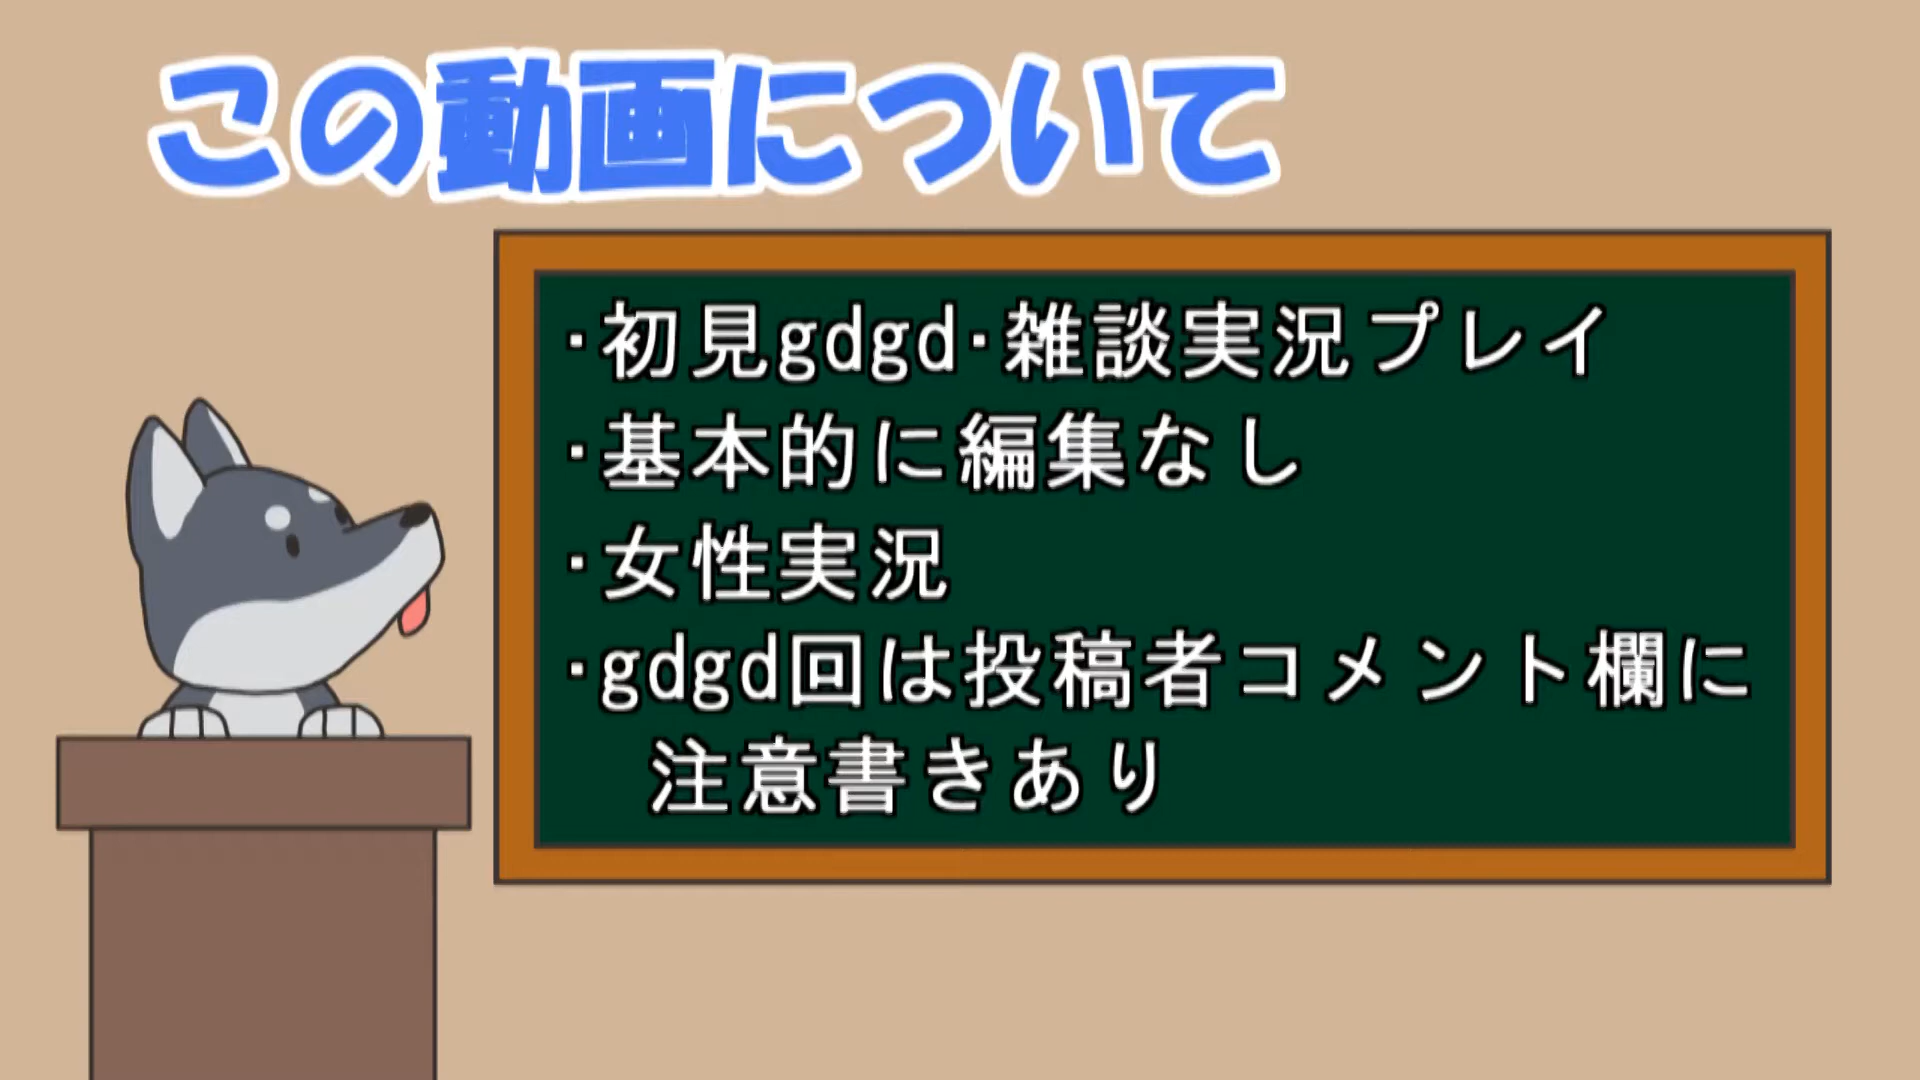 この動画について
・初見gdgd・雑談実況プレイ
・基本的に編集なし
・女性実況
・gdgd回は投稿者コメント欄に
注意書きあり